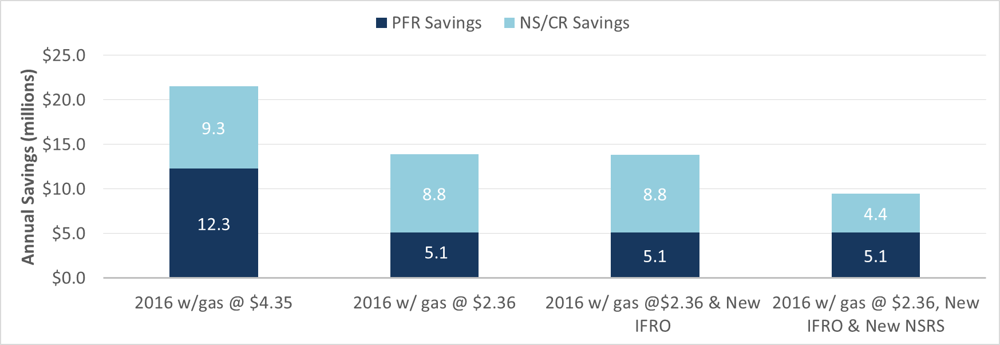 PFR Savings NS/CR Savings
Annual Savings (millions)
$25.0
$20.0
$15.0
$10.0
$5.0
$0.0
9.3
12.3
8.8
5.1
8.8
5.1
4.4
5.1
2016 w/gas @ $4.35
2016 w/ gas @ $2.36
2016 w/ gas @$2.36 & New
IFRO
2016 w/ gas @ $2.36, New
IFRO & New NSRS